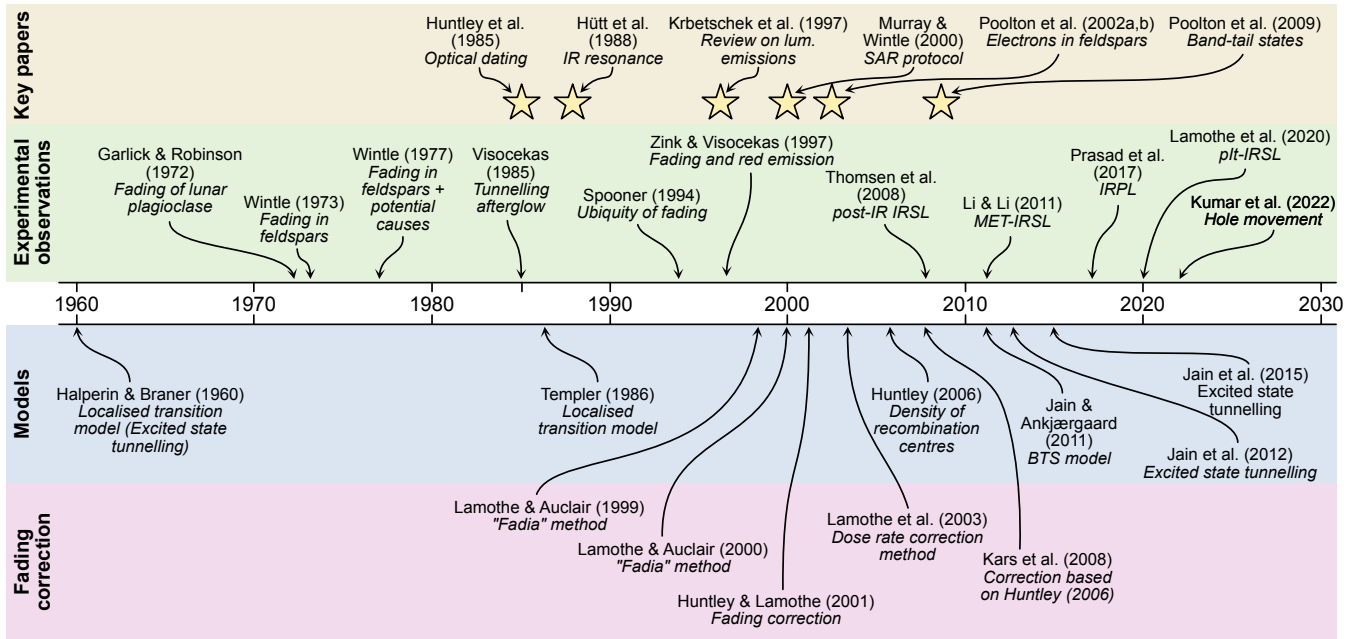 Key papers
Huntley et al.
(1985)
Optical dating
Hütt et al.
(1988)
IR resonance
Krbetschek et al. (1997)
Review on lum.
emissions
Murray &
Wintle (2000)
SAR protocol
Poolton et al. (2002a,b)
Electrons in feldspars
Poolton et al. (2009)
Band-tail states
Experimental
observations
Garlick & Robinson
(1972)
Fading of lunar
plagioclase
Wintle (1973)
Fading in
feldspars
Wintle (1977)
Fading in
feldspars +
potential
causes
Visocekas
(1985)
Tunnelling
afterglow
Spooner (1994)
Ubiquity of fading
Zink & Visocekas (1997)
Fading and red emission
Thomsen et al.
(2008)
post-IR IRSL
Li & Li (2011)
MET-IRSL
Prasad et al.
(2017)
IRPL
Lamothe et al. (2020)
pIt-IRSL
Kumar et al. (2022)
Hole movement
1960 1970 1980 1990 2000 2010 2020 2030
Models
Halperin & Braner (1960)
Localised transition
model (Excited state
tunnelling)
Templer (1986)
Localised
transition model
Huntley (2006)
Density of
recombination
centres
Jain &
Ankjærgaard
(2011)
BTS model
Jain et al. (2015)
Excited state
tunnelling
Jain et al. (2012)
Excited state tunnelling
Fading
correction
Lamothe & Auclair (1999)
"Fadia" method
Lamothe & Auclair (2000)
"Fadia" method
Huntley & Lamothe (2001)
Fading correction
Lamothe et al. (2003)
Dose rate correction
method
Kars et al. (2008)
Correction based
on Huntley (2006)